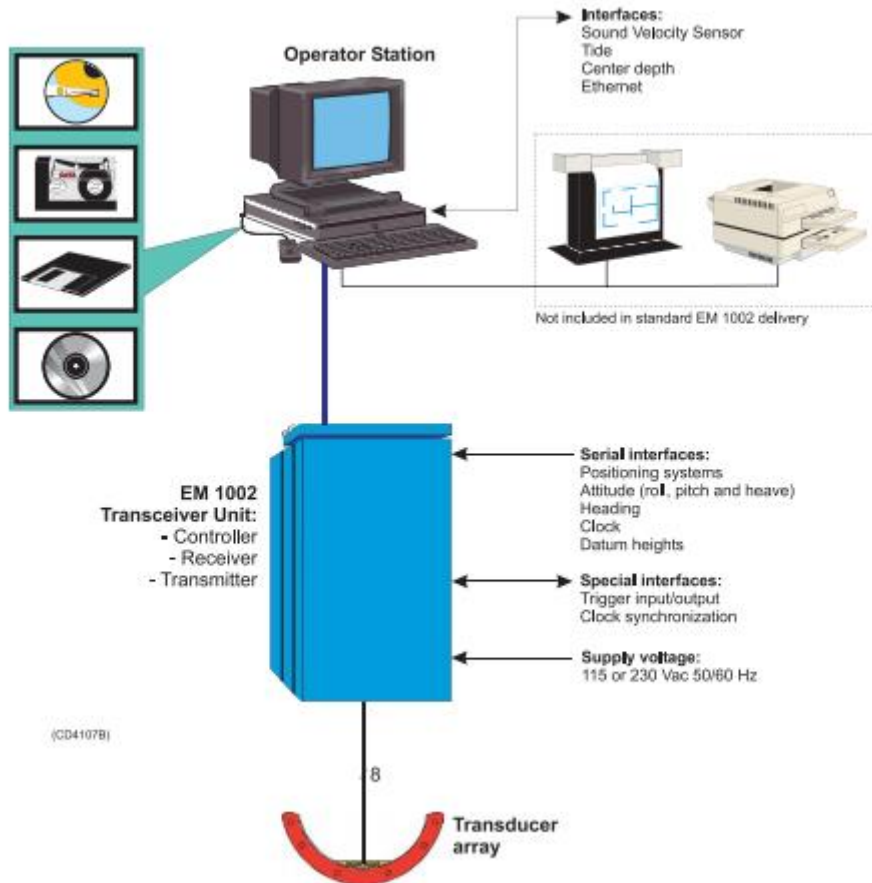 Interfaces:
Sound Velocity Sensor
Tide
Center depth
Ethernet
Operator Station
Not included in standard EM 1002 delivery
EM 1002
Transceiver Unit:
- Controller
- Receiver
- Transmitter
Serial interfaces:
Positioning systems
Attitude (roll, pitch and heave)
Heading
Clock
Datum heights
Special interfaces:
Trigger input/output
Clock synchronization
Supply voltage:
115 or 230 Vac 50/60 Hz
(CD4107B)
8
Transducer
array